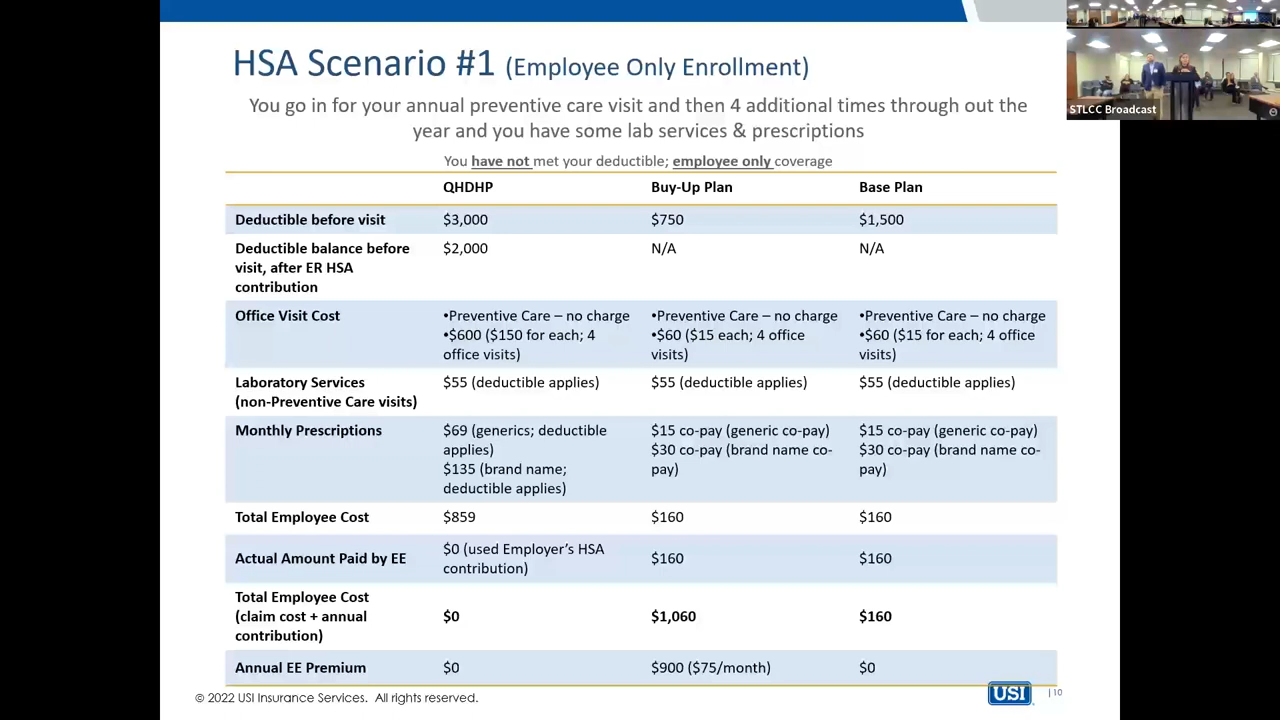 HSA Scenario #1 (Employee Only Enrollment)
You go in for your annual preventive care visit and then 4 additional times through out the
year and you have some lab services & prescriptions
You have not met your deductible; employee only coverage
QHDHP Buy-Up Plan Base Plan
Deductible before visit $3,000 $750 $1,500
Deductible balance before $2,000 N/A N/A
visit, after ER HSA
contribution
Office Visit Cost •Preventive Care – no charge •Preventive Care – no charge •Preventive Care – no charge
•$600 ($150 for each; 4 •$60 ($15 each; 4 office •$60 ($15 for each; 4 office
office visits) visits) visits)
Laboratory Services $55 (deductible applies) $55 (deductible applies) $55 (deductible applies)
(non-Preventive Care visits)
Monthly Prescriptions $69 (generics; deductible $15 co-pay (generic co-pay) $15 co-pay (generic co-pay)
applies) $30 co-pay (brand name co- $30 co-pay (brand name co-
$135 (brand name; pay) pay)
deductible applies)
Total Employee Cost $859 $160 $160
Actual Amount Paid by EE $0 (used Employer’s HSA $160 $160
contribution)
Total Employee Cost
(claim cost + annual $0 $1,060 $160
contribution)
Annual EE Premium $0 $900 ($75/month) $0
© 2022 USI Insurance Services. All rights reserved.
USI
| 10
STLCC Broadcast